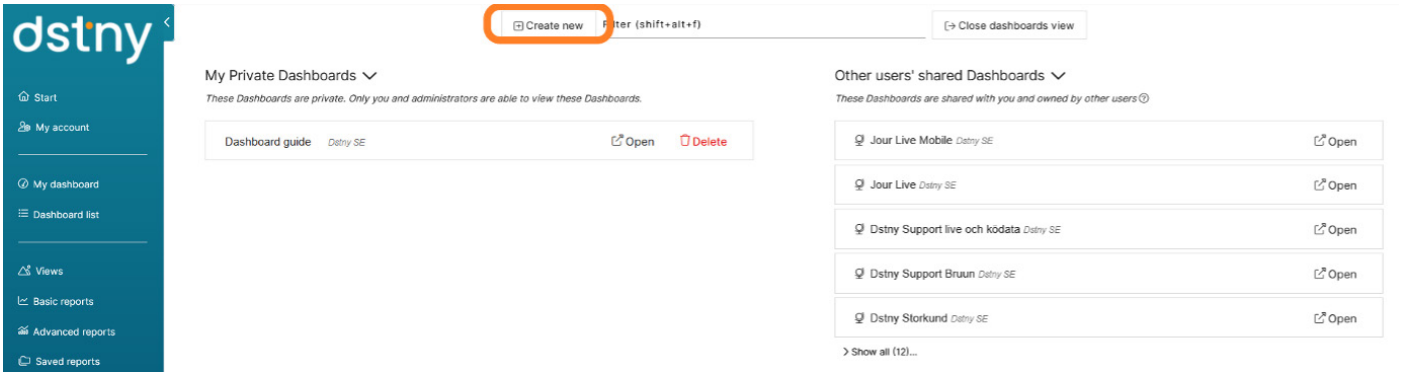 dstny
Start
My account
My dashboard
Dashboard list
Views
Basic reports
Advanced reports
Saved reports
Create new
Filter (shift+alt+f)
Close dashboards view
My Private Dashboards
These Dashboards are private. Only you and administrators are able to view these Dashboards.
Dashboard guide Dstny SE Open Delete
Other users' shared Dashboards
These Dashboards are shared with you and owned by other users
Jour Live Mobile Dstny SE Open
Jour Live Dstny SE Open
Dstny Support live och ködata Dstny SE Open
Dstny Support Bruun Dstny SE Open
Dstny Storkund Dstny SE Open
Show all (12)...